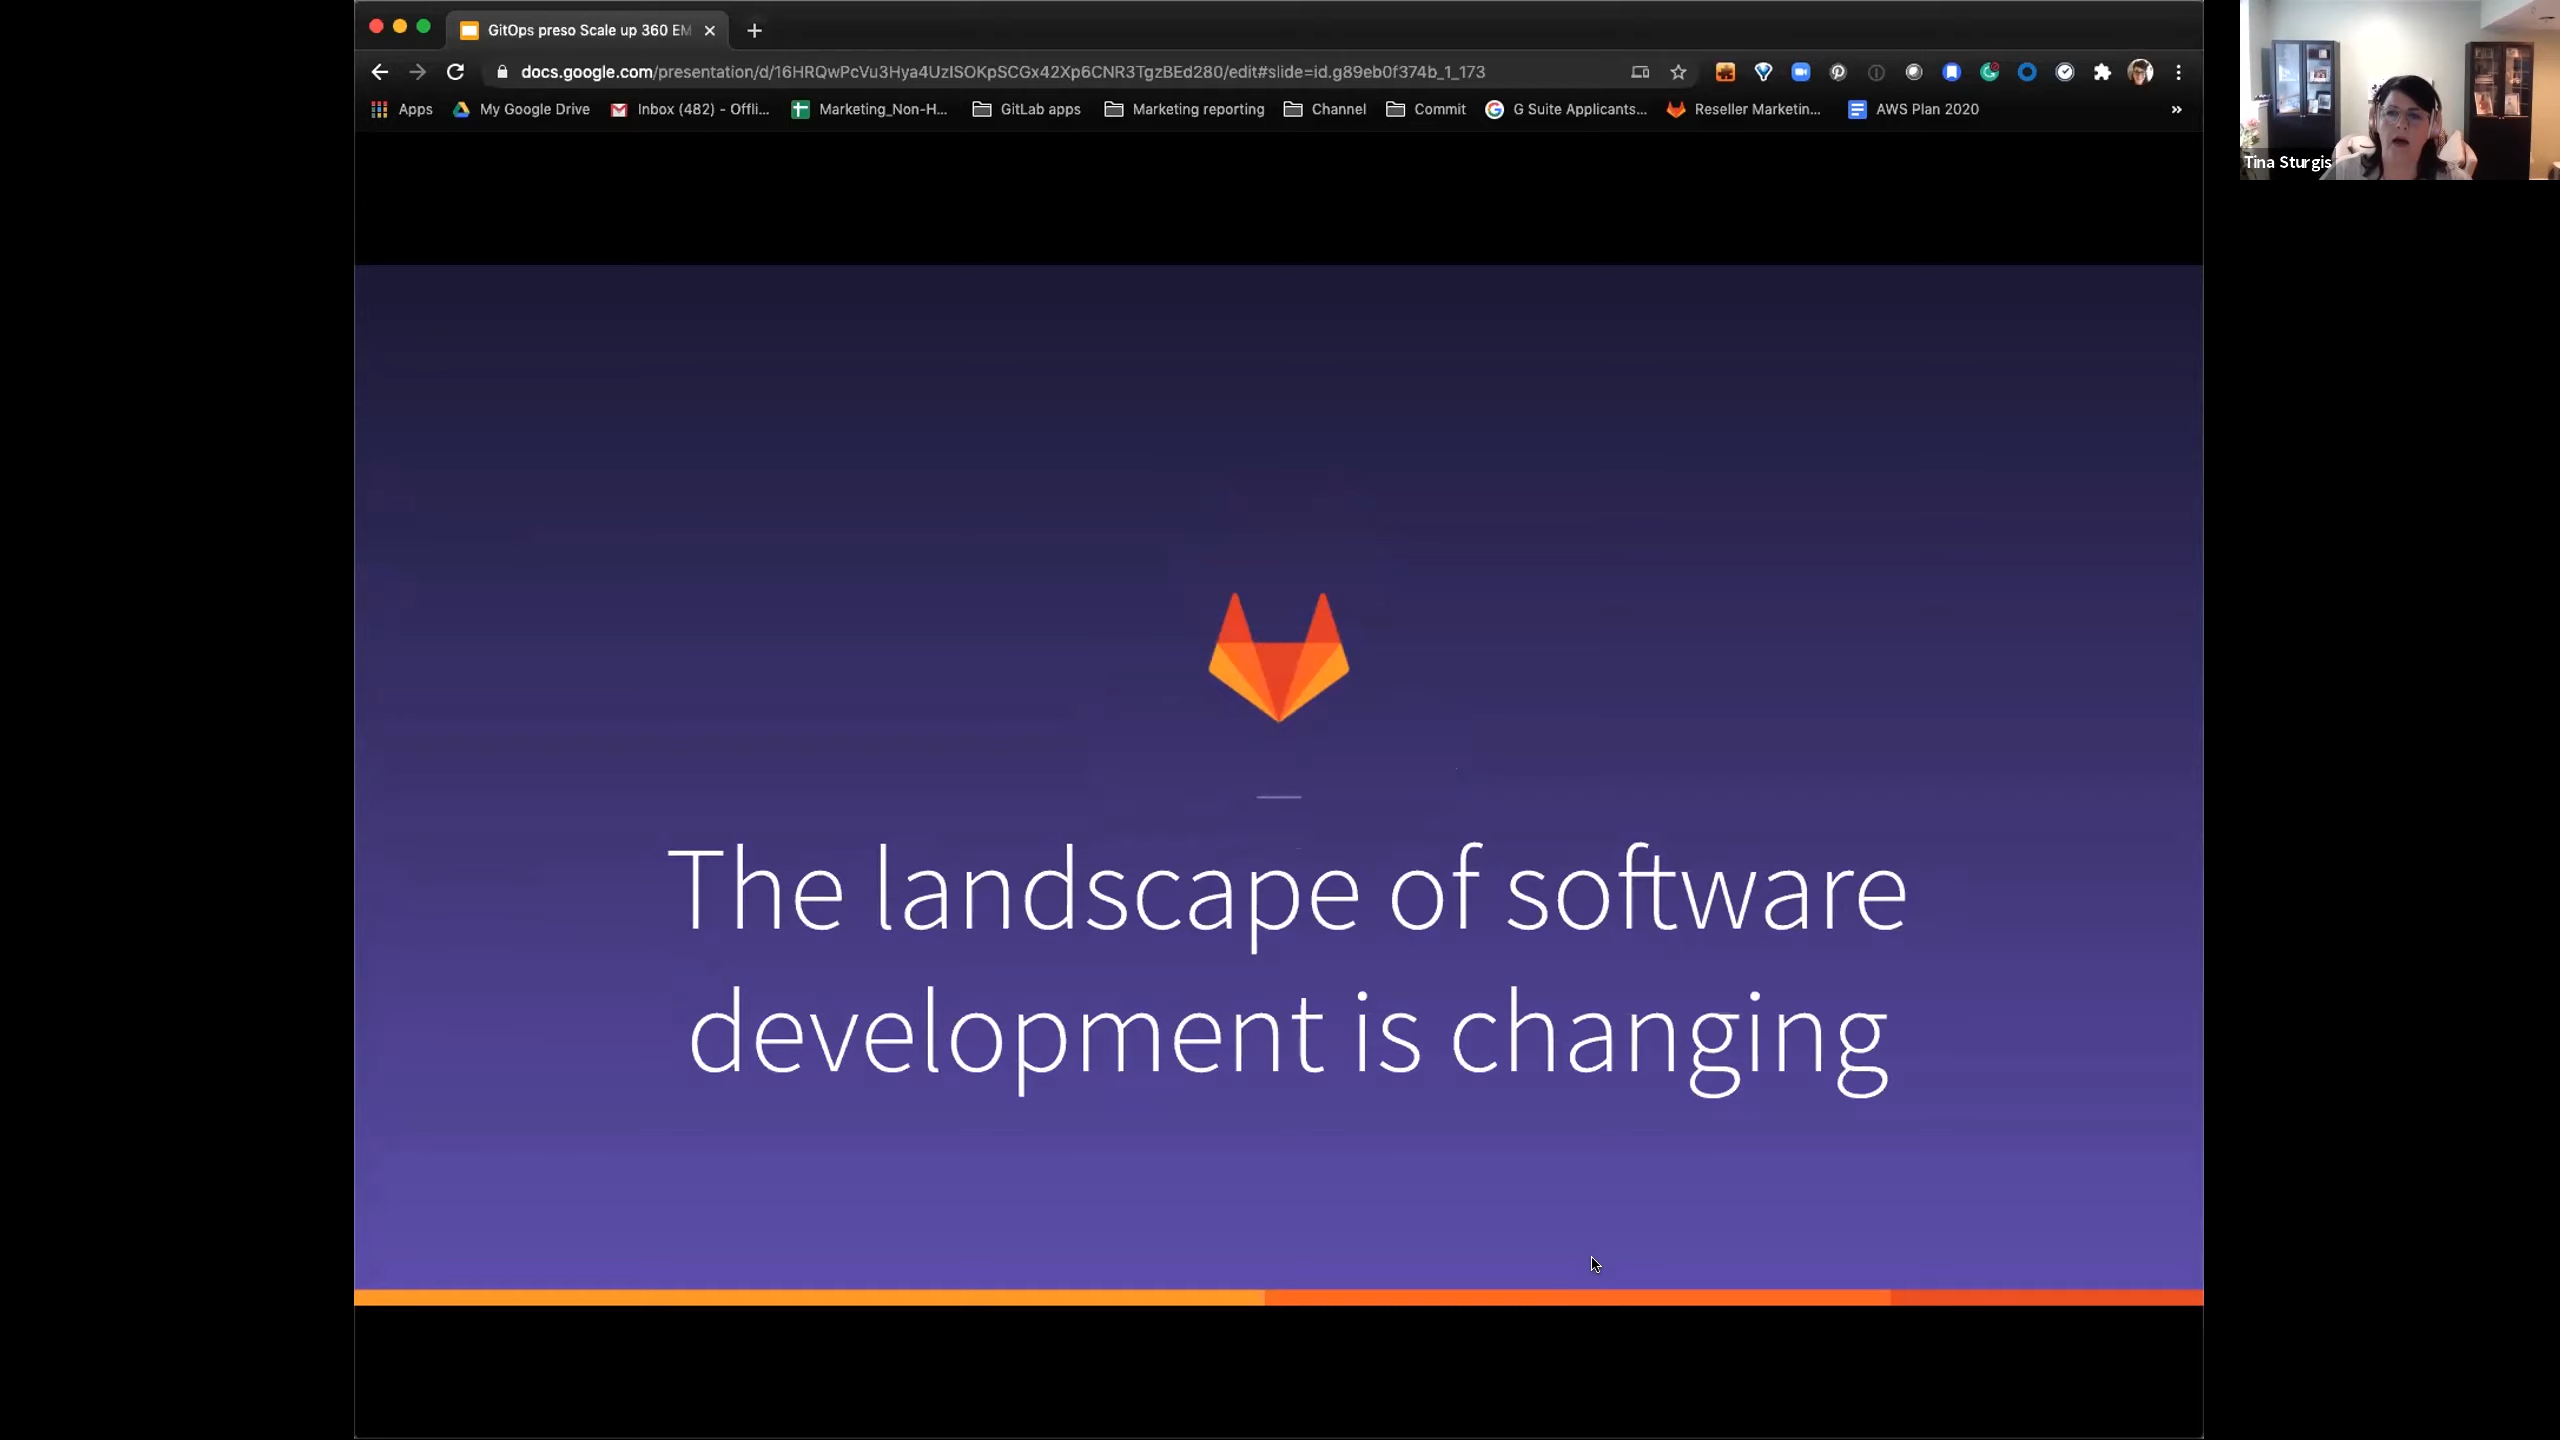 GitOps preso Scale up 360 EM
docs.google.com/presentation/d/16HRQwPcVu3Hya4UzISOKpSCGx42Xp6CNR3TgzBEd280/edit#slide=id.g89eb0f374b_1_173
Apps My Google Drive Inbox (482) - Offli... Marketing_Non-H... GitLab apps Marketing reporting Channel Commit G Suite Applicants... Reseller Marketin... AWS Plan 2020 »
Tina Sturgis
The landscape of software
development is changing